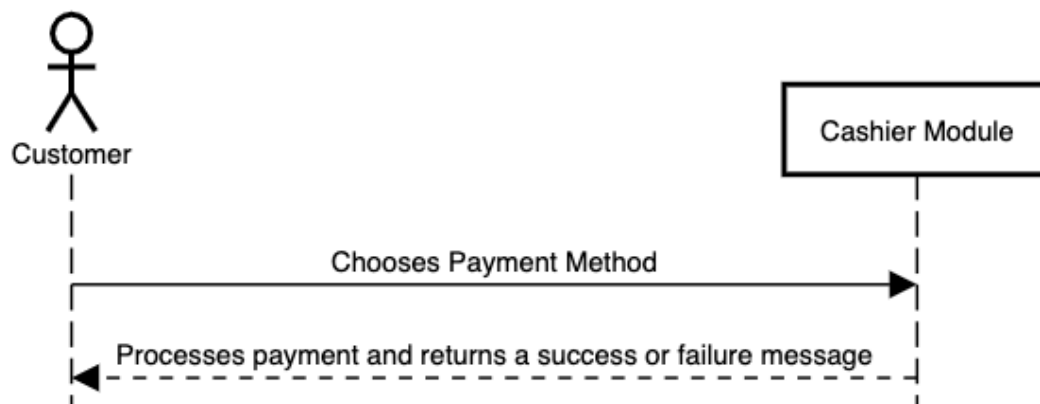 Customer
Cashier Module
Chooses Payment Method
Processes payment and returns a success or failure message